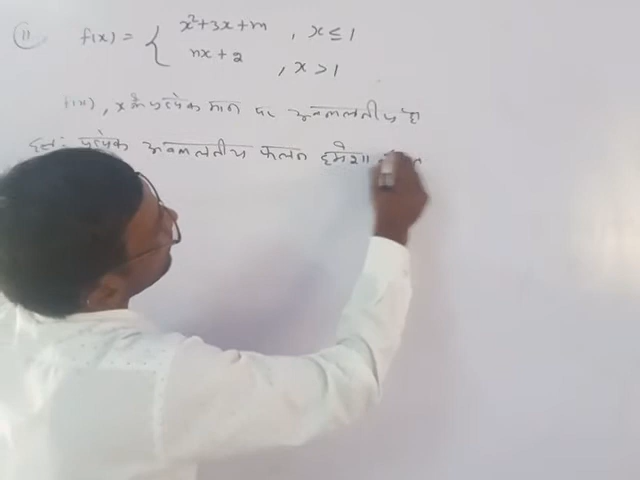 (11) f(x) = { x²+3x+m , x ≤ 1
nx + 2 , x > 1
f(x), x के प्रत्येक मान पर अवकलनीय है
हल: प्रत्येक अवकलनीय फलन हमेशा